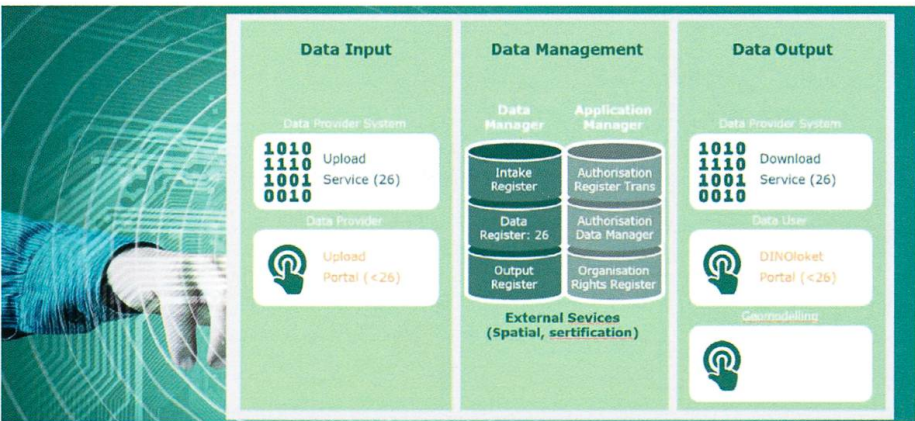 Data Input
Data Provider System
1010
1110
1001
0010
Upload
Service (26)
Data Provider
Upload
Portal (<26)
Data Management
Data
Manager
Application
Manager
Intake
Register
Authorisation
Register Trans
Data
Register: 26
Authorisation
Data Manager
Output
Register
Organisation
Rights Register
External Sevices
(Spatial, sertification)
Data Output
Data Provider System
1010
1110
1001
0010
Download
Service (26)
Data User
DINOloket
Portal (<26)
Geomodelling